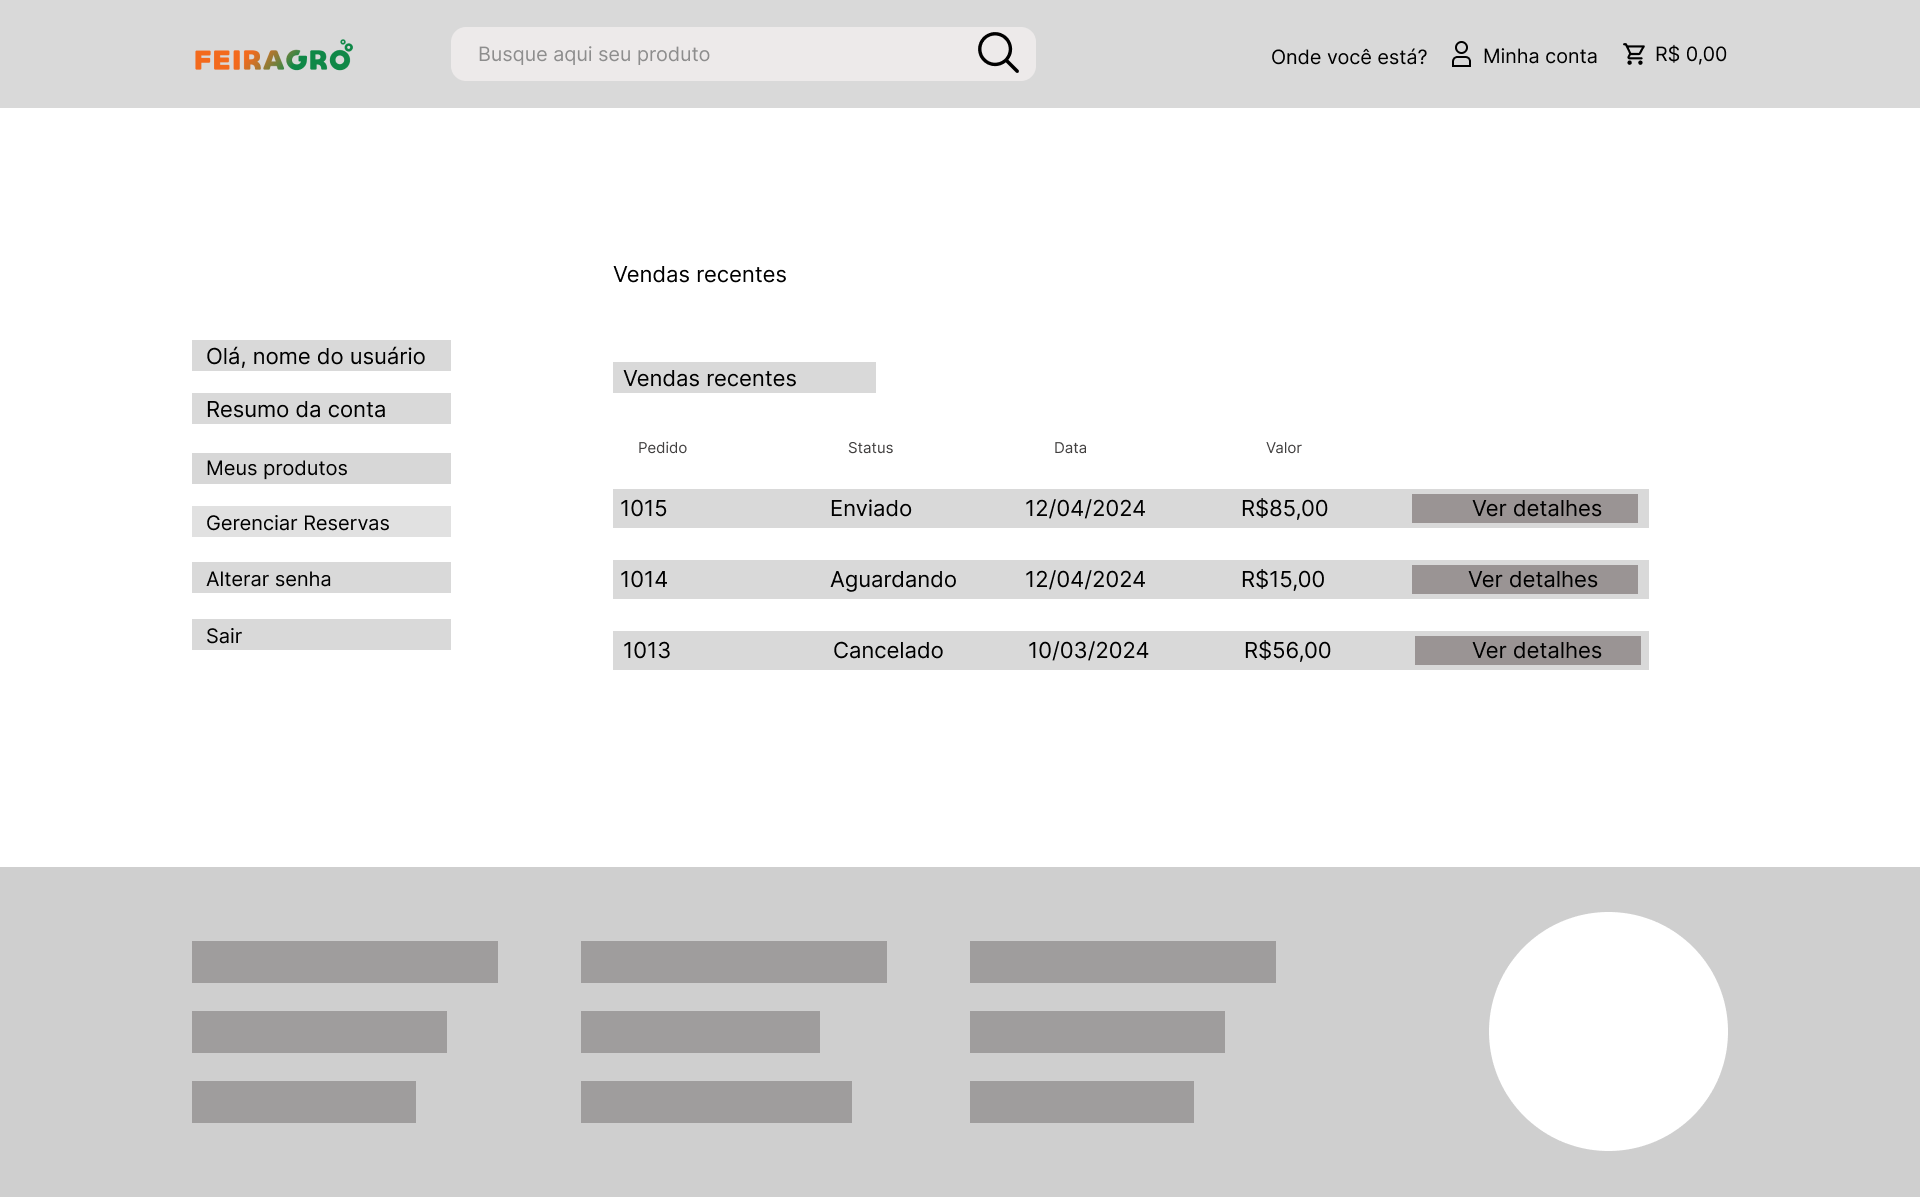 FEIRAGRO
Busque aqui seu produto
Onde você está?
Minha conta
R$ 0,00
Vendas recentes
Olá, nome do usuário
Resumo da conta
Meus produtos
Gerenciar Reservas
Alterar senha
Sair
Vendas recentes
Pedido Status Data Valor
1015 Enviado 12/04/2024 R$85,00 Ver detalhes
1014 Aguardando 12/04/2024 R$15,00 Ver detalhes
1013 Cancelado 10/03/2024 R$56,00 Ver detalhes